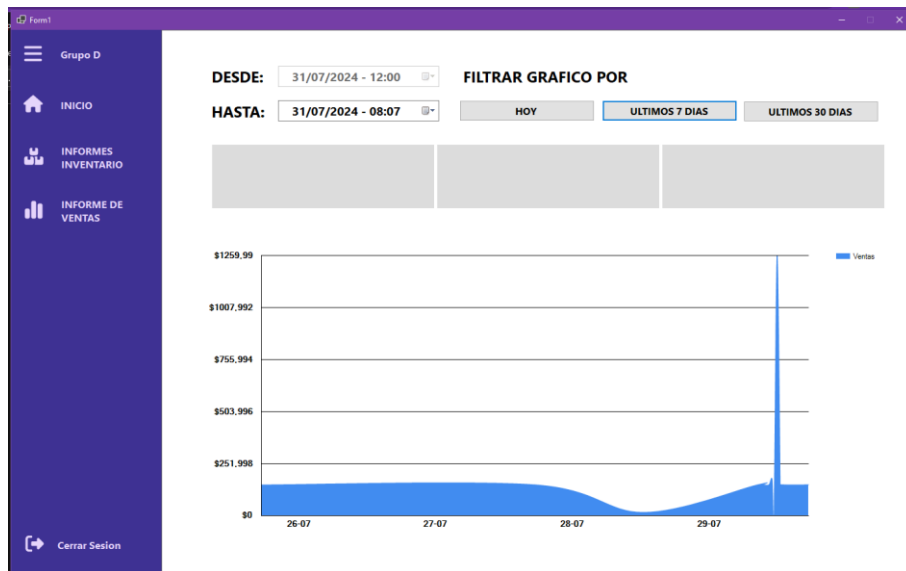 Form1
Grupo D
INICIO
INFORMES
INVENTARIO
INFORME DE
VENTAS
Cerrar Sesion
DESDE: 31/07/2024 - 12:00 FILTRAR GRAFICO POR
HASTA: 31/07/2024 - 08:07 HOY ULTIMOS 7 DIAS ULTIMOS 30 DIAS
$1259,99
Ventas
$1007,992
$755,994
$503,996
$251,998
$0
26-07 27-07 28-07 29-07